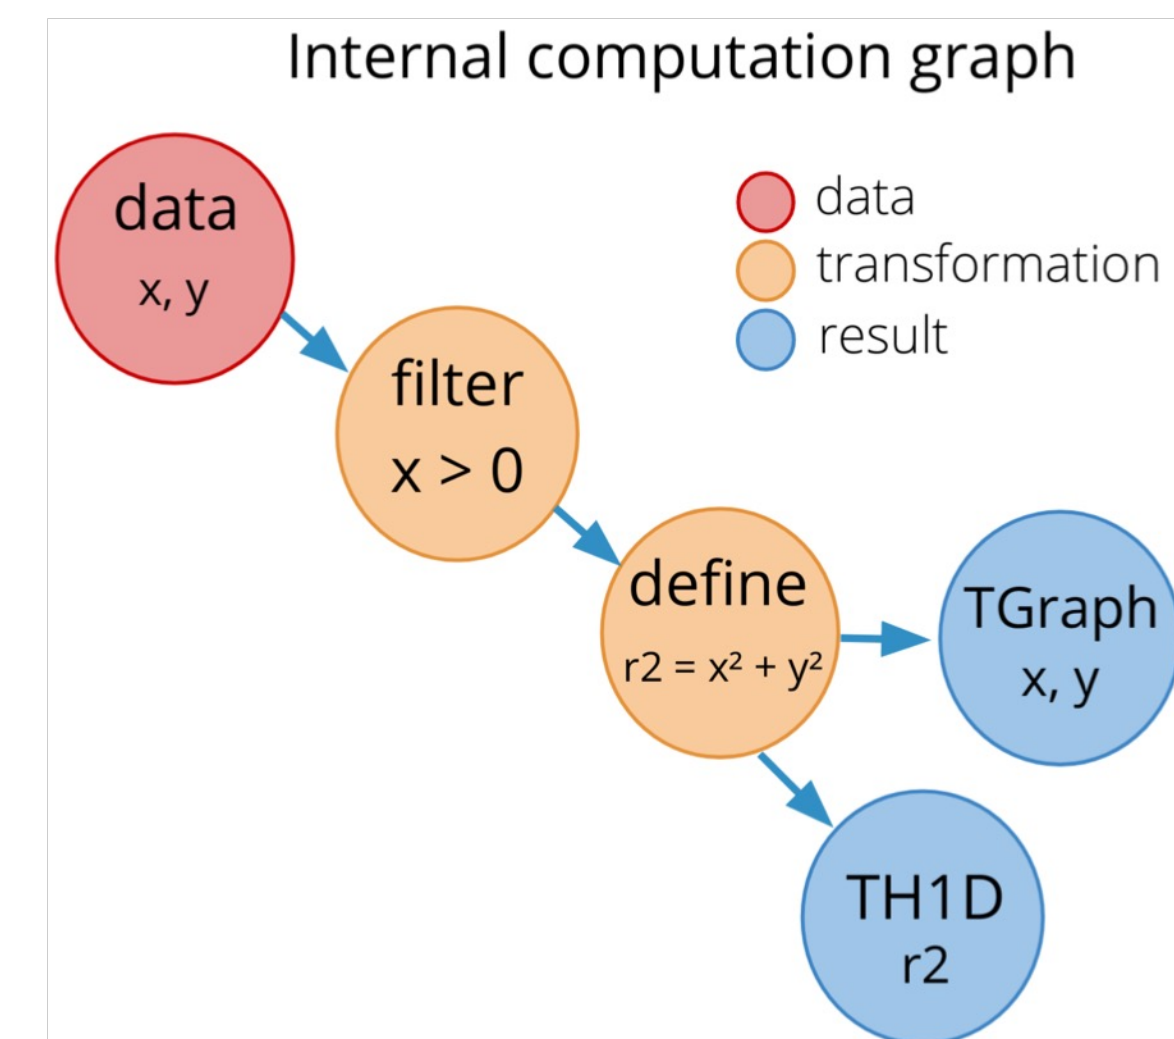 Internal computation graph
data
x, y
data
transformation
result
filter
x > 0
define
r2 = x² + y²
TGraph
x, y
TH1D
r2